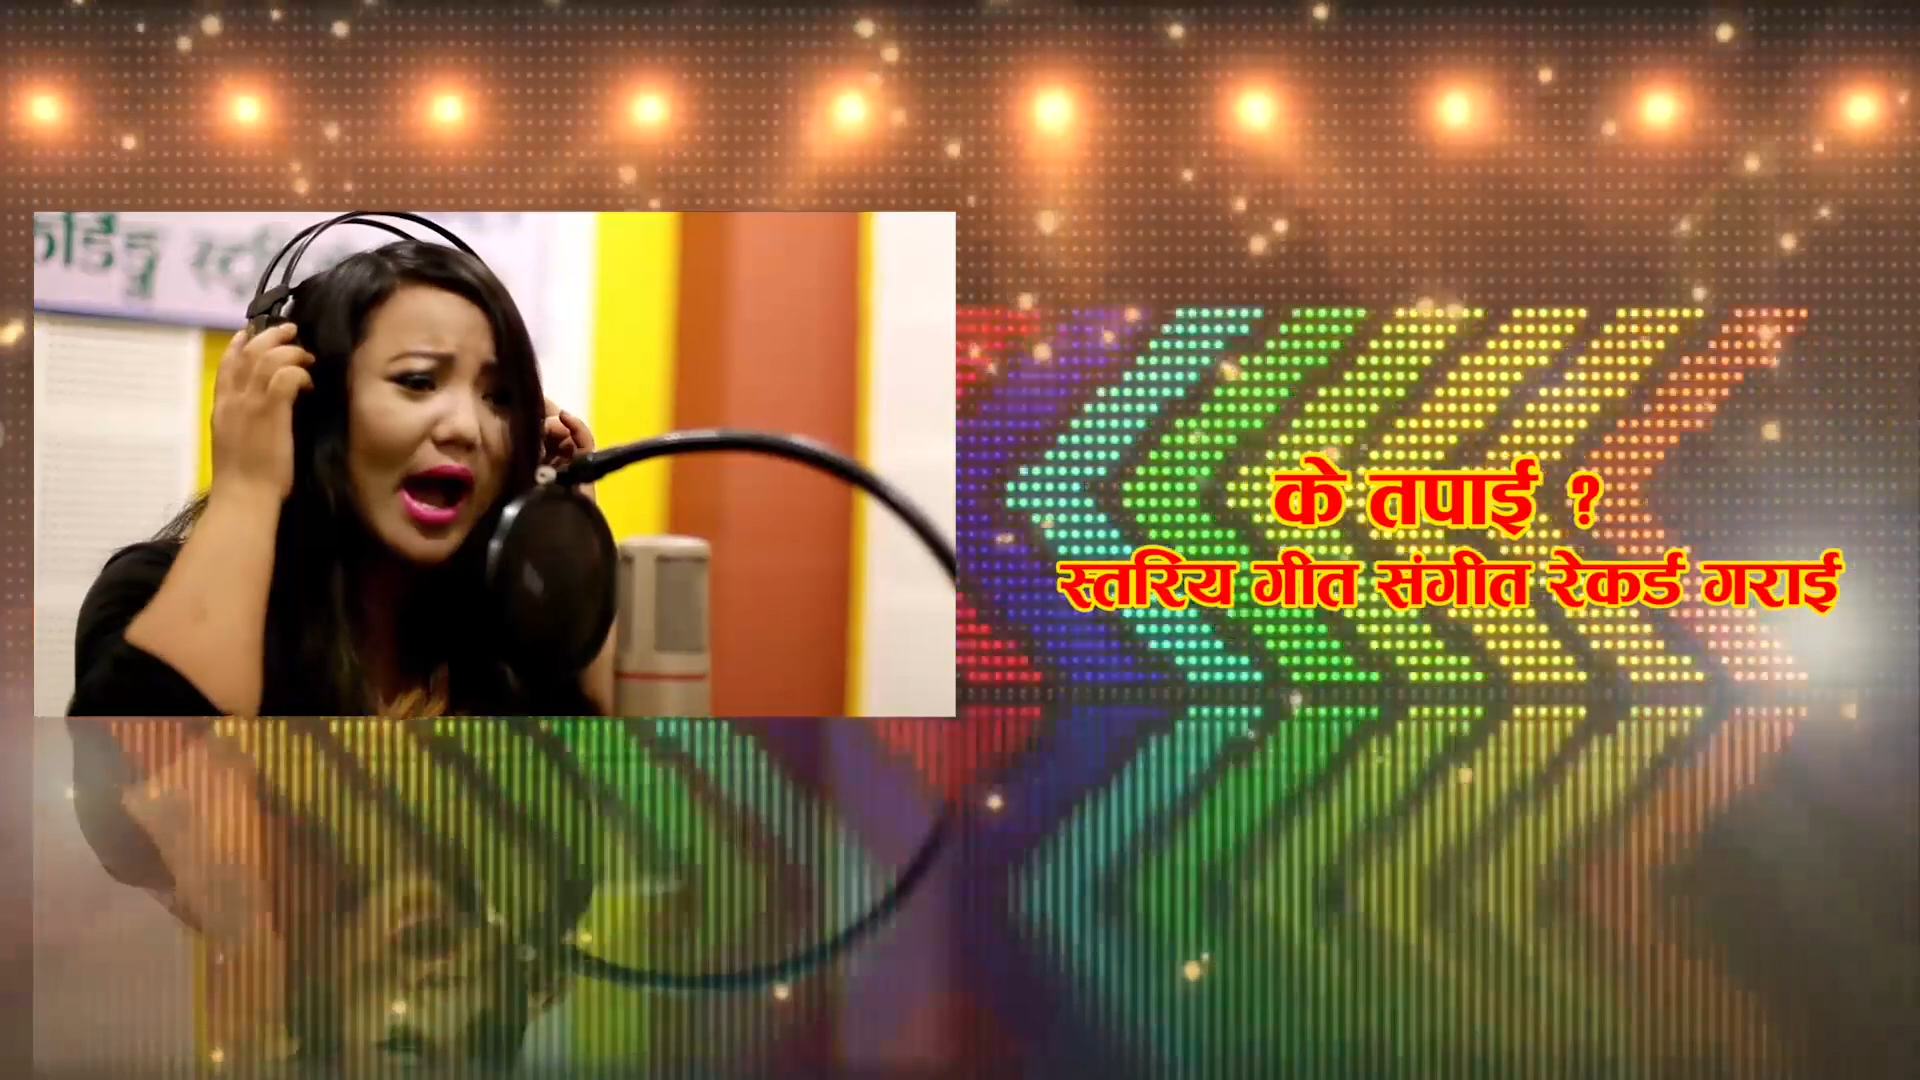 र्डिङ्ग
के तपाई ?
स्तरिय गीत संगीत रेकर्ड गराई